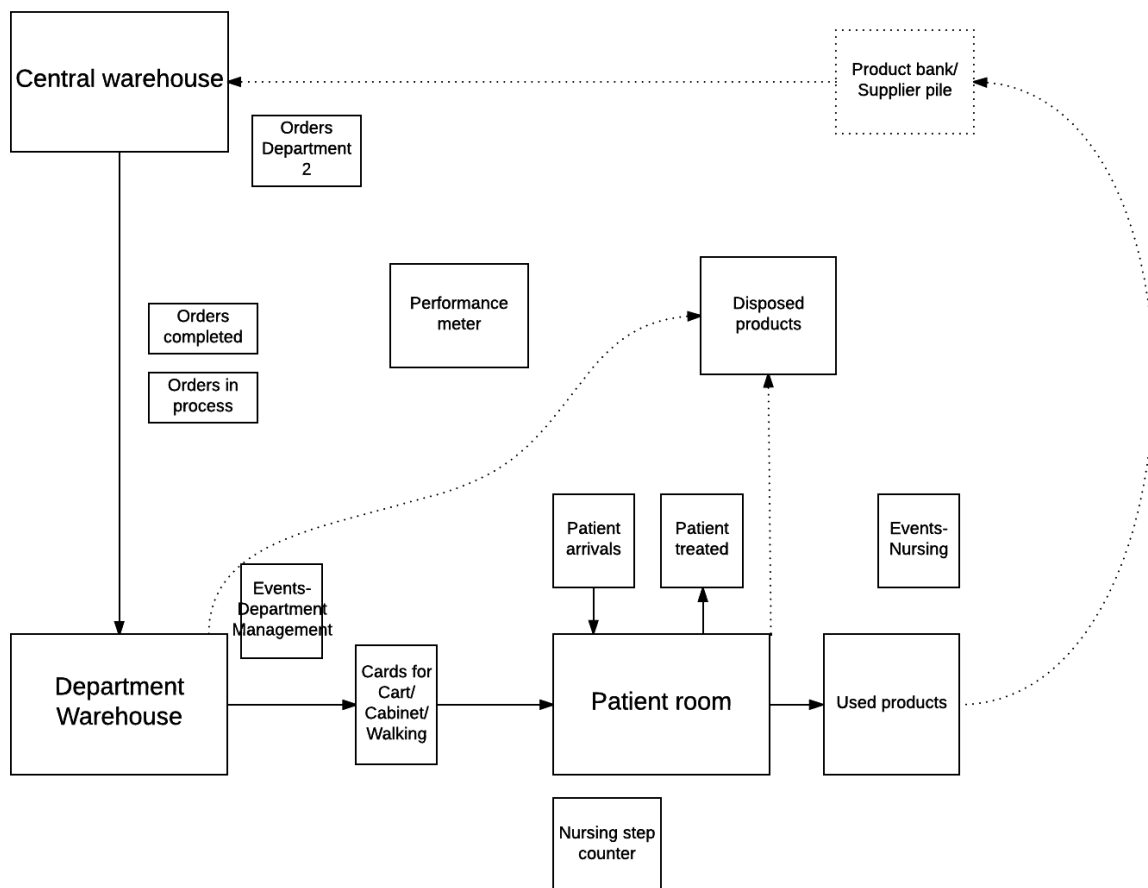 Central warehouse
Product bank/
Supplier pile
Orders
Department
2
Performance
meter
Disposed
products
Orders
completed
Orders in
process
Patient
arrivals
Patient
treated
Events-
Nursing
Events-
Department
Management
Department
Warehouse
Cards for
Cart/
Cabinet/
Walking
Patient room
Used products
Nursing step
counter